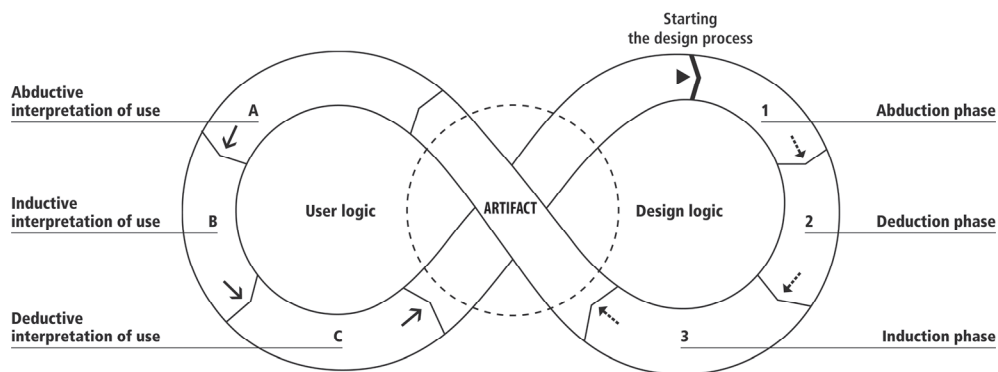 Starting
the design process
Abductive
interpretation of use
A
1
Abduction phase
Inductive
interpretation of use
B
User logic
ARTIFACT
Design logic
2
Deduction phase
Deductive
interpretation of use
C
3
Induction phase